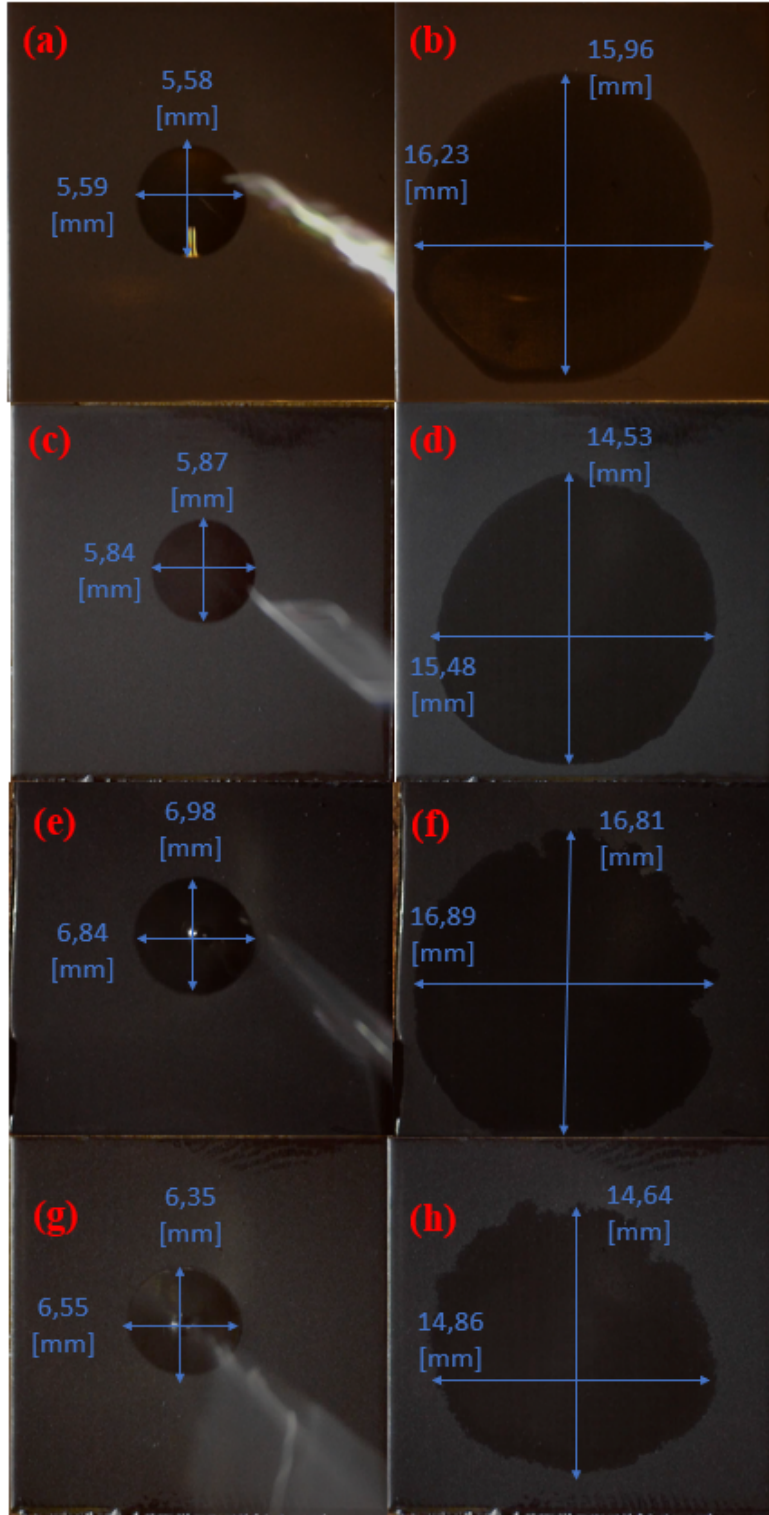 (a)
5,58
[mm]
5,59
[mm]
(b)
15,96
[mm]
16,23
[mm]
(c)
5,87
[mm]
5,84
[mm]
(d)
14,53
[mm]
15,48
[mm]
(e)
6,98
[mm]
6,84
[mm]
(f)
16,81
[mm]
16,89
[mm]
(g)
6,35
[mm]
6,55
[mm]
(h)
14,64
[mm]
14,86
[mm]